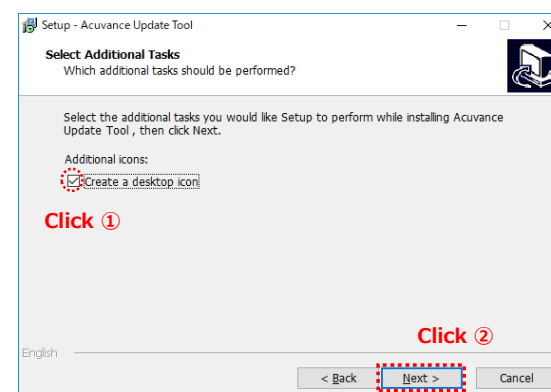 Setup - Acuvance Update Tool
Select Additional Tasks
Which additional tasks should be performed?
Select the additional tasks you would like Setup to perform while installing Acuvance
Update Tool , then click Next.
Additional icons:
Create a desktop icon
Click ①
Click ②
English
< Back
Next >
Cancel